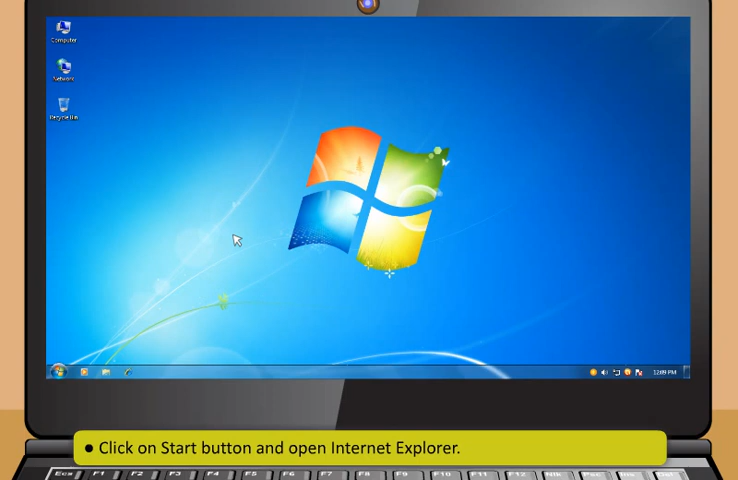 Computer
Network
Recycle Bin
12:09 PM
● Click on Start button and open Internet Explorer.
Esc F1 F2 F3 F4 F5 F6 F7 F8 F9 F10 F11 F12